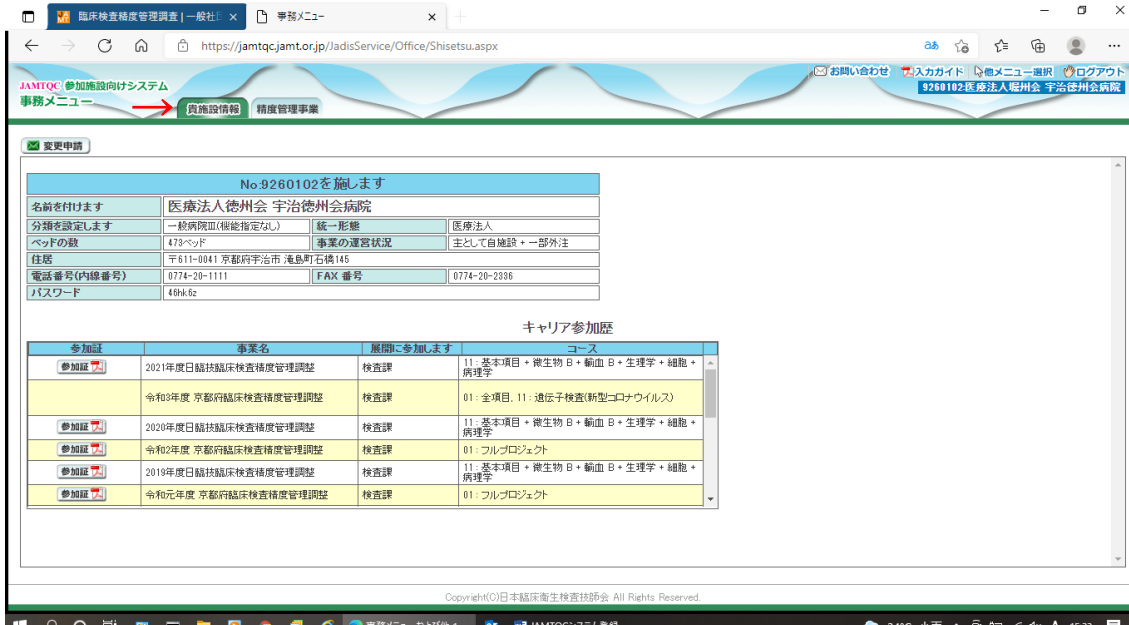 臨床検査精度管理調査 | 一般社団
事務メニュー
https://jamtqc.jamt.or.jp/JadisService/Office/Shisetsu.aspx
お問い合わせ 入力ガイド 他メニュー選択 ログアウト
JAMTQC 参加施設向けシステム
9260102:医療法人徳州会 宇治徳州会病院
事務メニュー
貴施設情報 精度管理事業
変更申請
No:9260102を施します
名前を付けます 医療法人徳州会 宇治徳州会病院
分類を設定します 一般病院Ⅲ(機能指定なし) 統一形態 医療法人
ベッドの数 473ベッド 事業の運営状況 主として自施設 + 一部外注
住居 〒611-0041 京都府宇治市 滝島町石橋145
電話番号(内線番号) 0774-20-1111 FAX 番号 0774-20-2336
パスワード 46hk6z
キャリア参加歴
参加証 事業名 展開に参加します コース
参加証 2021年度日臨技臨床検査精度管理調整 検査課 11: 基本項目 + 微生物 B + 輸血 B + 生理学 + 細胞 +
病理学
令和3年度 京都府臨床検査精度管理調整 検査課 01: 全項目, 11: 遺伝子検査(新型コロナウイルス)
参加証 2020年度日臨技臨床検査精度管理調整 検査課 11: 基本項目 + 微生物 B + 輸血 B + 生理学 + 細胞 +
病理学
参加証 令和2年度 京都府臨床検査精度管理調整 検査課 01: フルプロジェクト
参加証 2019年度日臨技臨床検査精度管理調整 検査課 11: 基本項目 + 微生物 B + 輸血 B + 生理学 + 細胞 +
病理学
参加証 令和元年度 京都府臨床検査精度管理調整 検査課 01: フルプロジェクト
Copyright(C)日本臨床衛生検査技師会 All Rights Reserved.